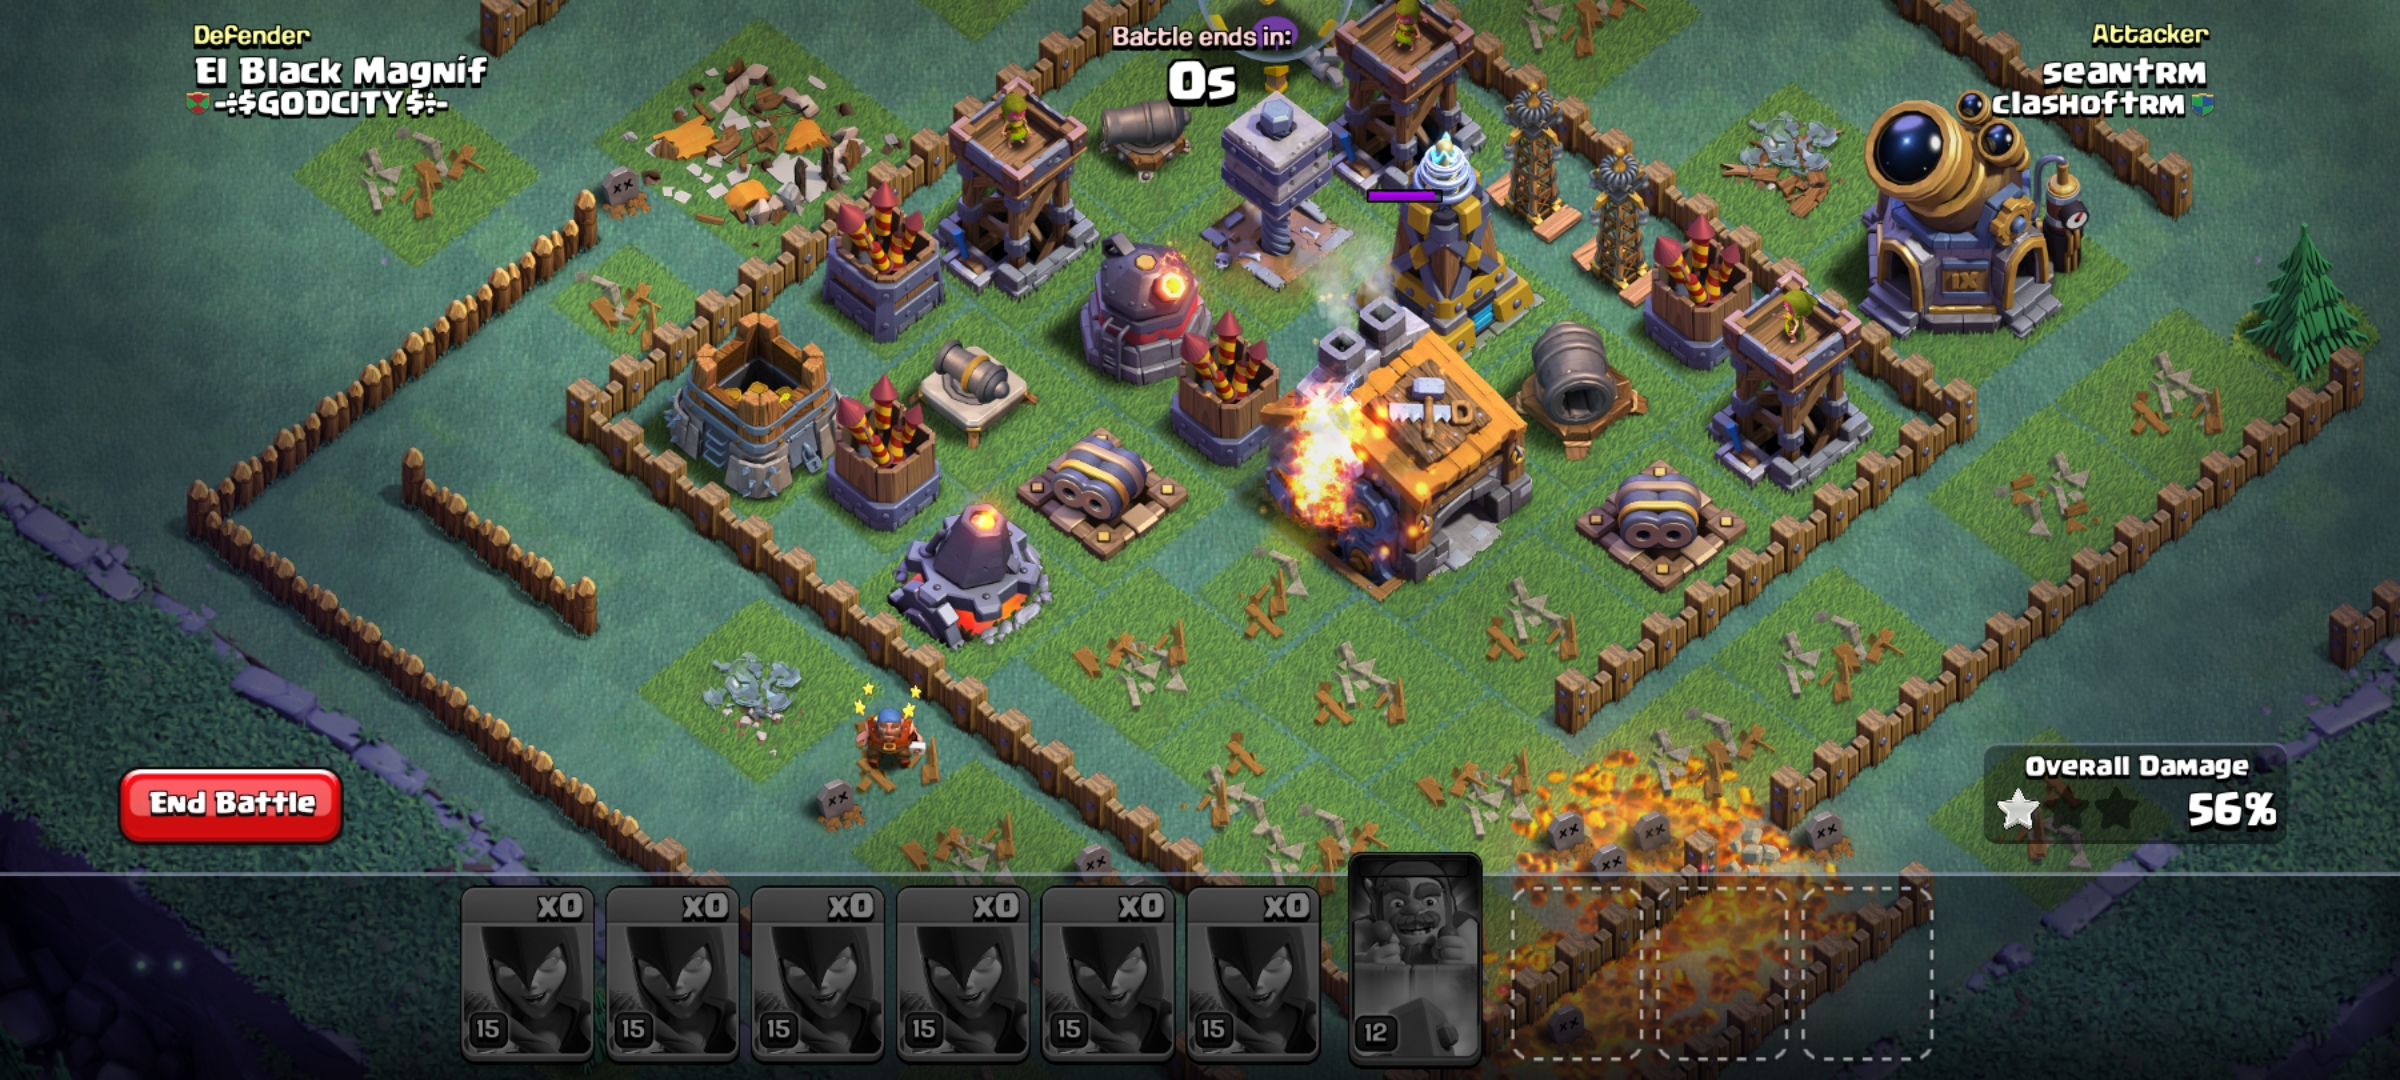 Defender
El Black Magnif
-÷$GODCITY$÷-
Battle ends in:
0s
Attacker
seantRM
clashoftRM
IX
End Battle
Overall Damage
56%
x0
x0
x0
x0
x0
x0
15
15
15
15
15
15
12